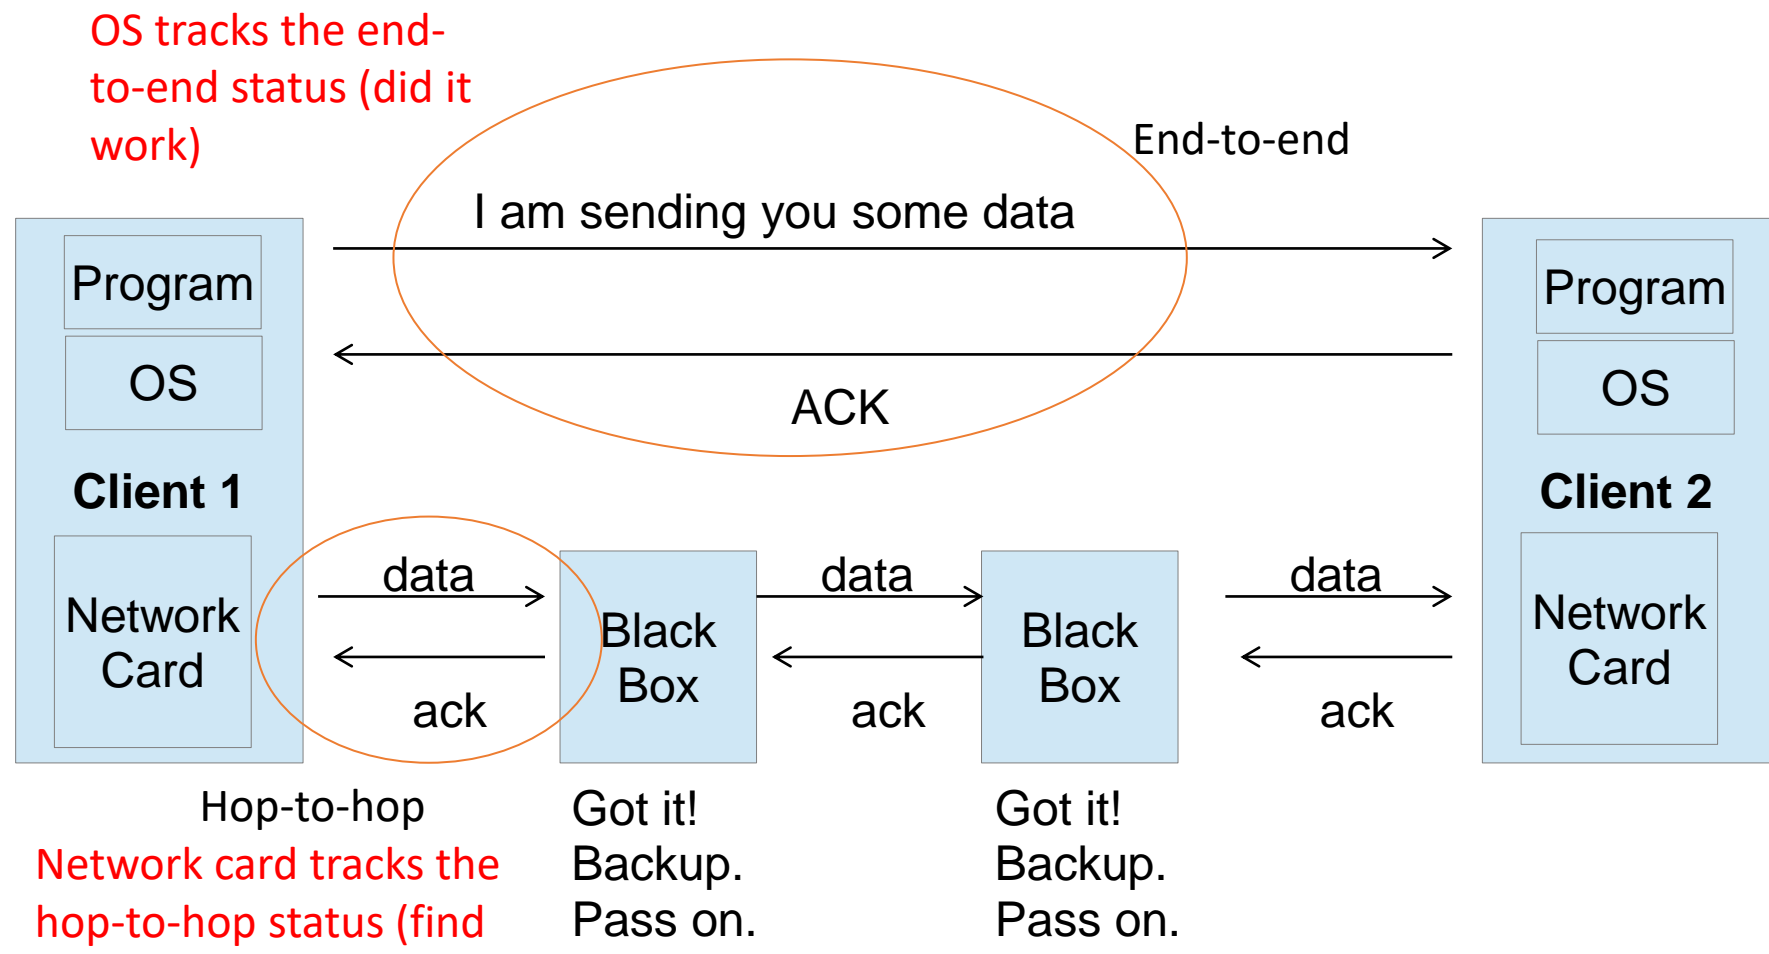 OS tracks the end-
to-end status (did it
work)
End-to-end
I am sending you some data
ACK
Program
OS
Client 1
Network
Card
Program
OS
Client 2
Network
Card
data
ack
Black
Box
data
ack
Black
Box
data
ack
Hop-to-hop
Network card tracks the
hop-to-hop status (find
Got it!
Backup.
Pass on.
Got it!
Backup.
Pass on.